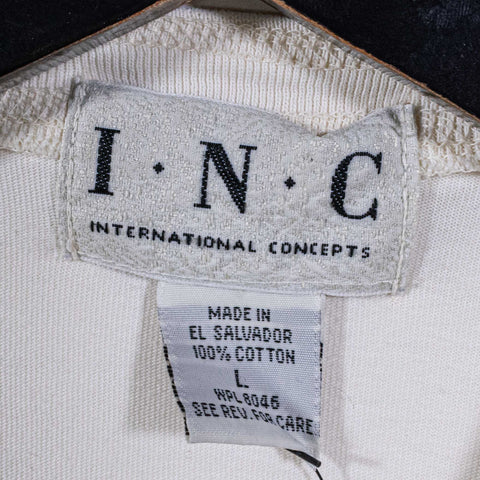 I·N·C
INTERNATIONAL CONCEPTS
MADE IN
EL SALVADOR
100% COTTON
L
WPL8046
SEE REV. FOR CARE